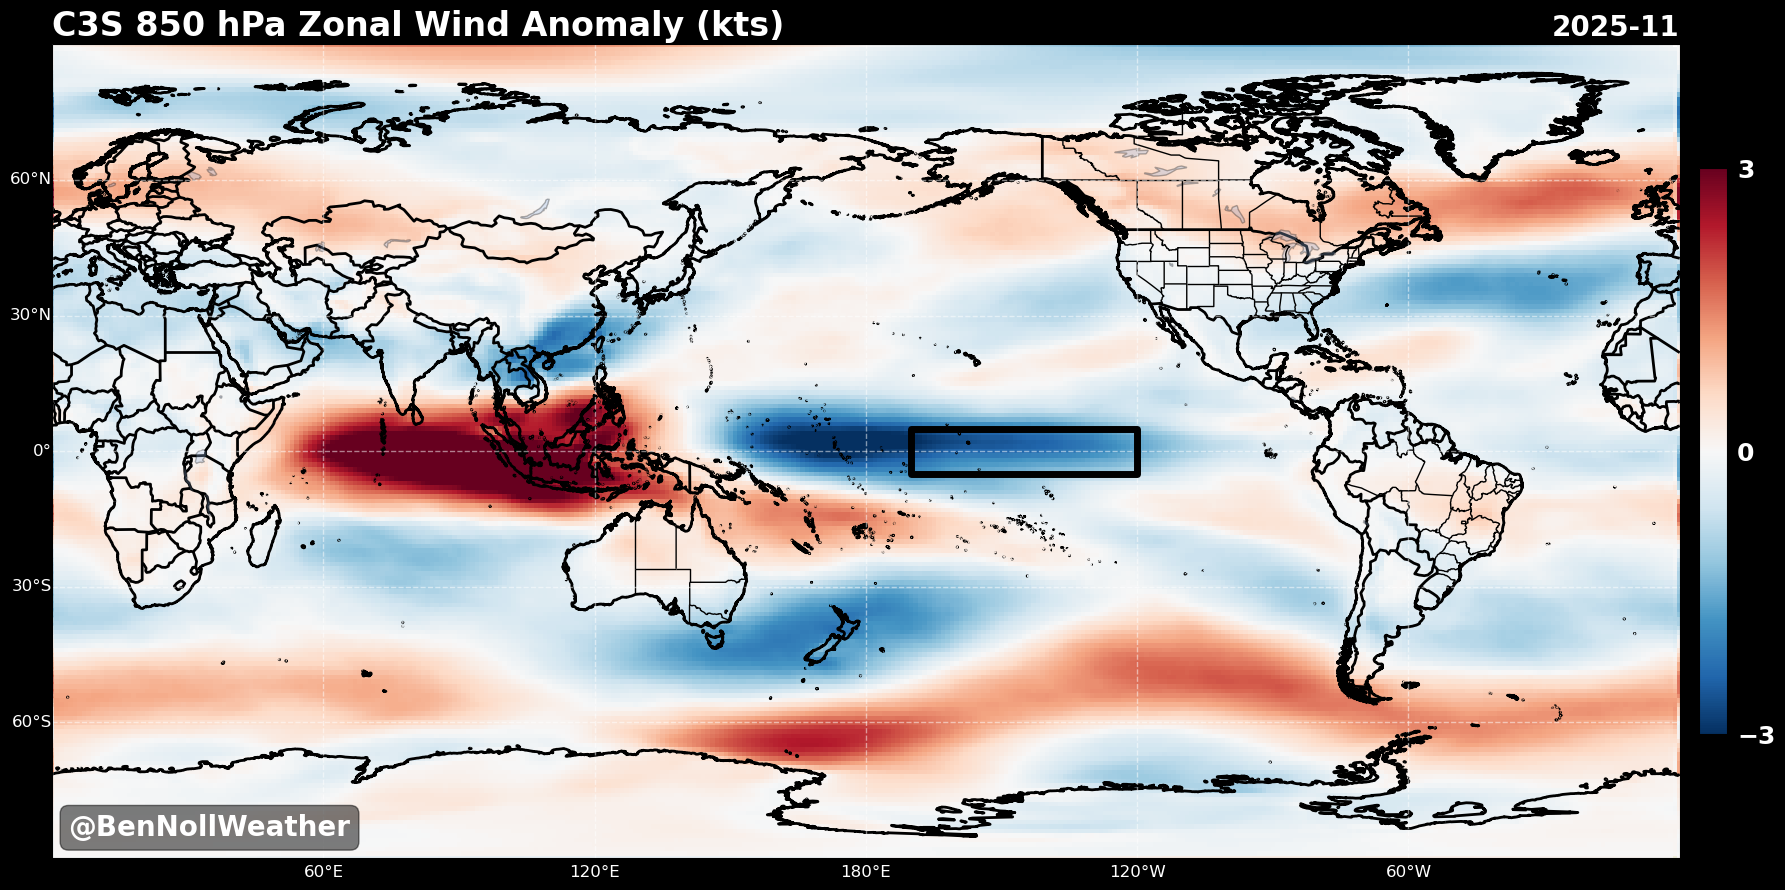 C3S 850 hPa Zonal Wind Anomaly (kts)
2025-11
60°N
30°N
0°
30°S
60°S
60°E
120°E
180°E
120°W
60°W
3
0
−3
@BenNollWeather